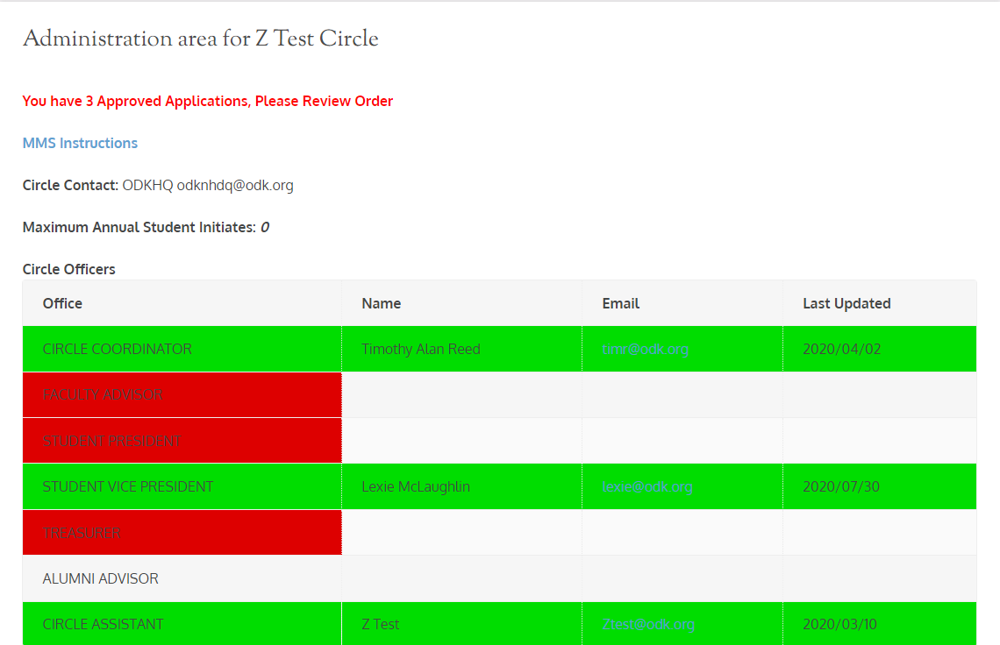 Administration area for Z Test Circle
You have 3 Approved Applications, Please Review Order
MMS Instructions
Circle Contact: ODKHQ odknhdq@odk.org
Maximum Annual Student Initiates: 0
Circle Officers
Office Name Email Last Updated
CIRCLE COORDINATOR Timothy Alan Reed timr@odk.org 2020/04/02
FACULTY ADVISOR
STUDENT PRESIDENT
STUDENT VICE PRESIDENT Lexie McLaughlin lexie@odk.org 2020/07/30
TREASURER
ALUMNI ADVISOR
CIRCLE ASSISTANT Z Test Ztest@odk.org 2020/03/10